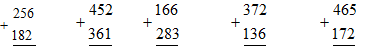 256 452 166 372 465
+ + + + +
182 361 283 136 172